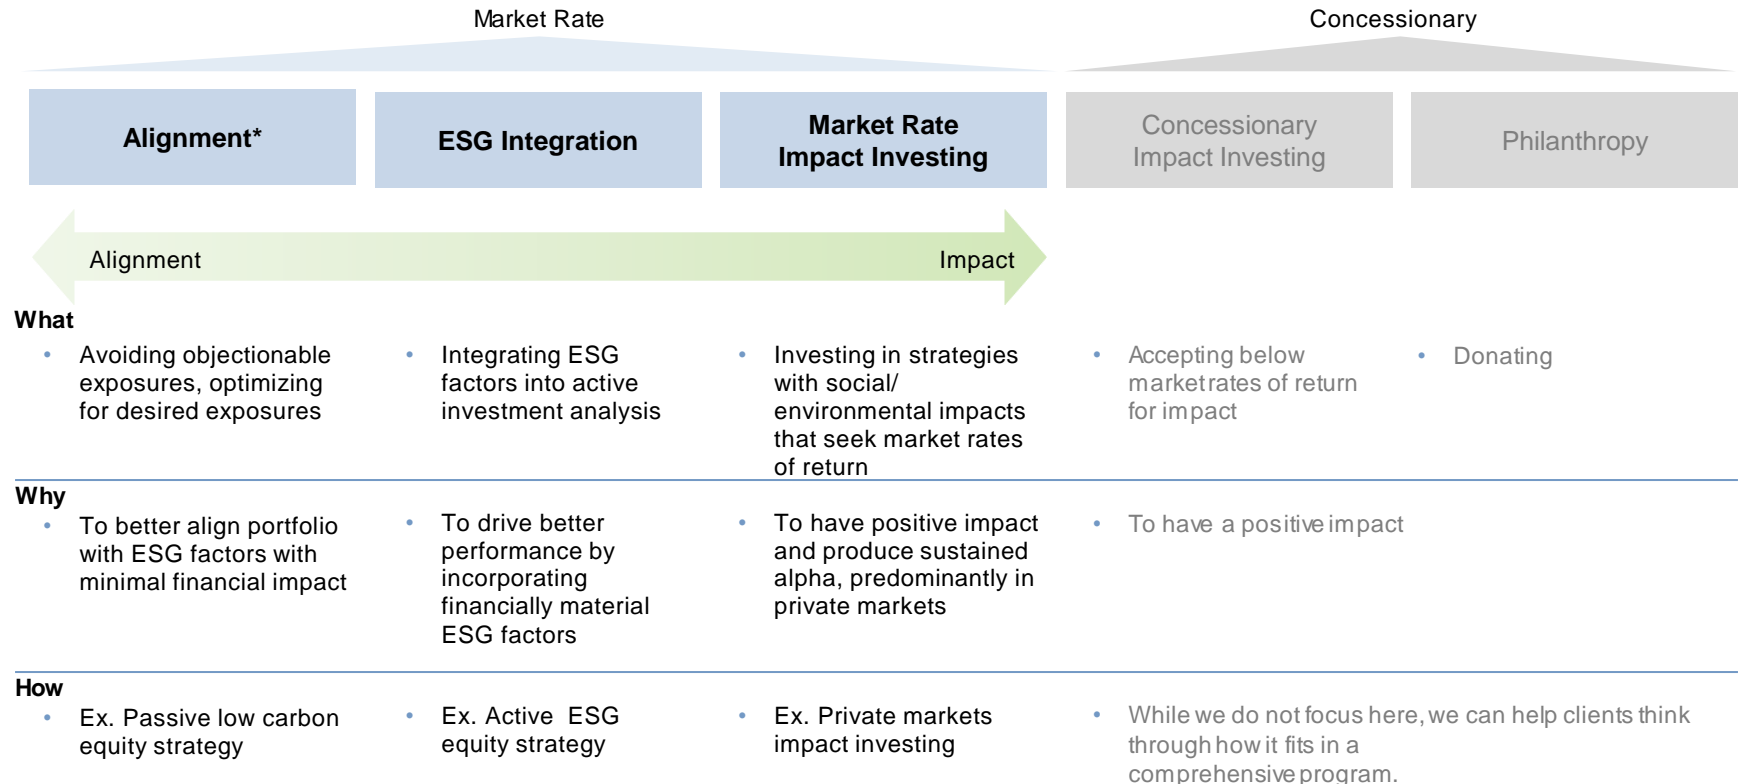 Market Rate
Concessionary
Alignment*
ESG Integration
Market Rate
Impact Investing
Concessionary
Impact Investing
Philanthropy
Alignment
Impact
What
• Avoiding objectionable
exposures, optimizing
for desired exposures
• Integrating ESG
factors into active
investment analysis
• Investing in strategies
with social/
environmental impacts
that seek market rates
of return
• Accepting below
market rates of return
for impact
• Donating
Why
• To better align portfolio
with ESG factors with
minimal financial impact
• To drive better
performance by
incorporating
financially material
ESG factors
• To have positive impact
and produce sustained
alpha, predominantly in
private markets
• To have a positive impact
How
• Ex. Passive low carbon
equity strategy
• Ex. Active ESG
equity strategy
• Ex. Private markets
impact investing
• While we do not focus here, we can help clients think
through how it fits in a
comprehensive program.